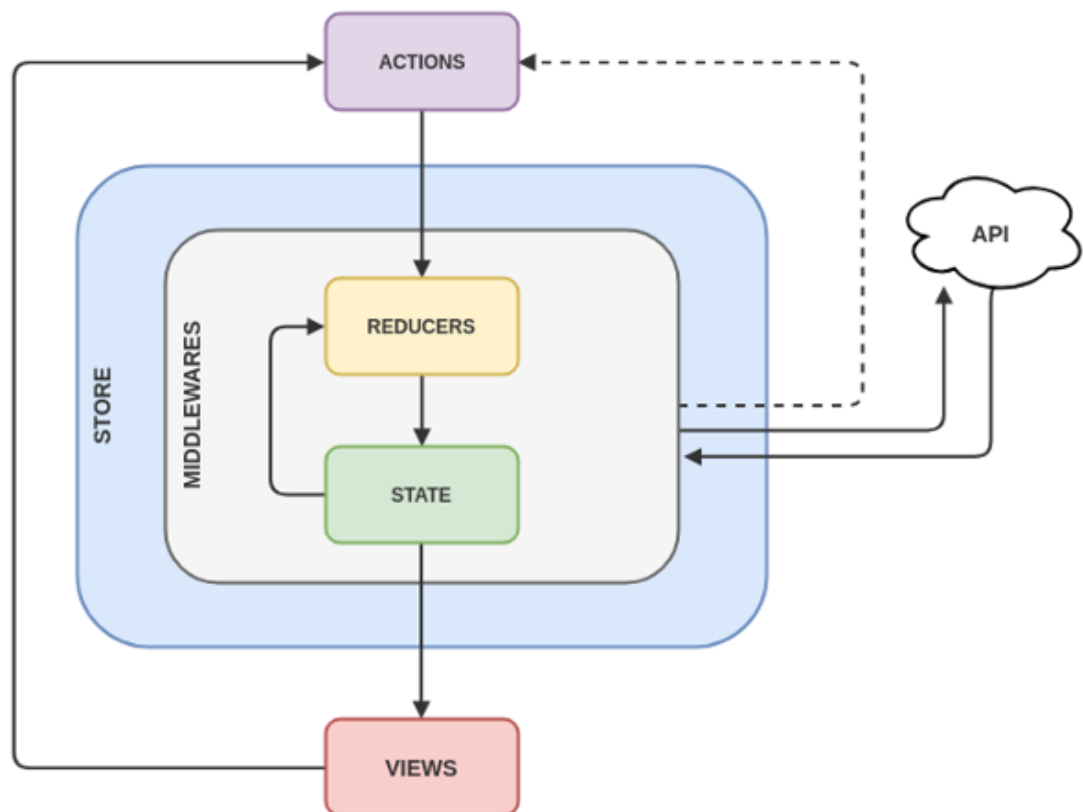 ACTIONS
API
REDUCERS
STORE
MIDDLEWARES
STATE
VIEWS